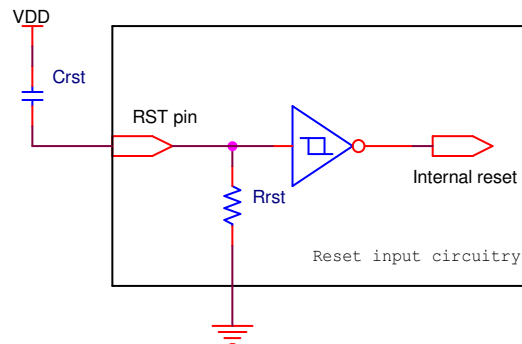 VDD
Crst
RST pin
Rrst
Internal reset
Reset input circuitry